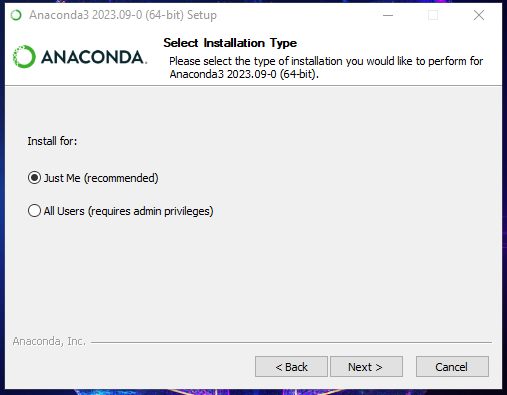 Anaconda3 2023.09-0 (64-bit) Setup
ANACONDA.
Select Installation Type
Please select the type of installation you would like to perform for
Anaconda3 2023.09-0 (64-bit).
Install for:
Just Me (recommended)
All Users (requires admin privileges)
Anaconda, Inc.
< Back Next > Cancel